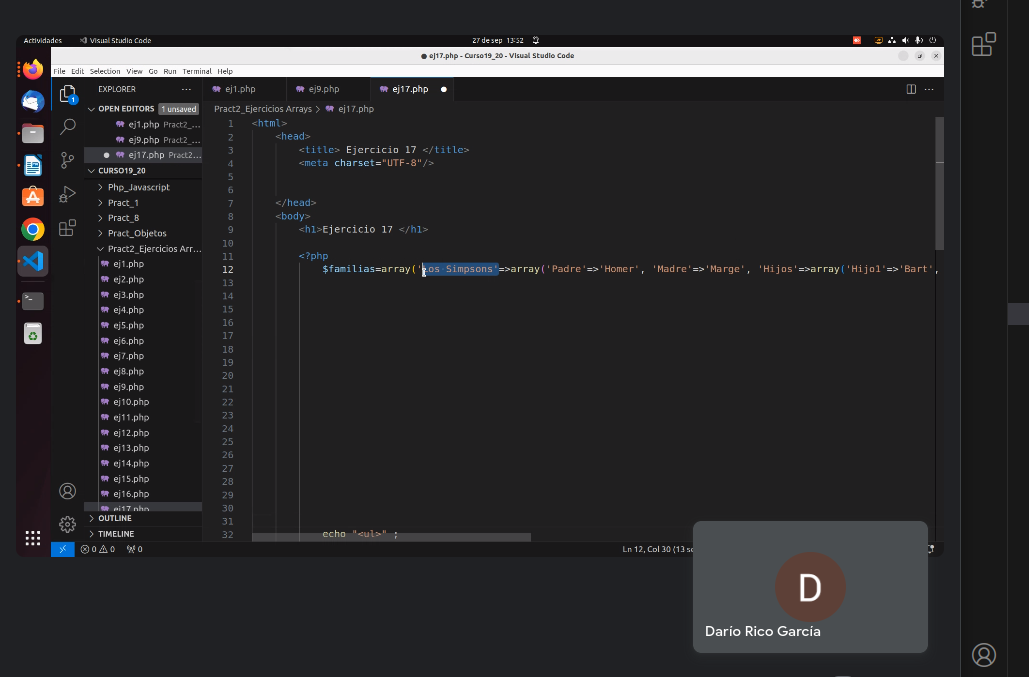 Actividades
Visual Studio Code
27 de sep 13:52
● ej17.php - Curso19_20 - Visual Studio Code
File Edit Selection View Go Run Terminal Help
EXPLORER
ej1.php
ej9.php
ej17.php
OPEN EDITORS 1 unsaved
Pract2_Ejercicios Arrays > ej17.php
ej1.php Pract2_...
ej9.php Pract2_...
ej17.php Pract2...
CURSO19_20
Php_Javascript
Pract_1
Pract_8
Pract_Objetos
Pract2_Ejercicios Arr...
ej1.php
ej2.php
ej3.php
ej4.php
ej5.php
ej6.php
ej7.php
ej8.php
ej9.php
ej10.php
ej11.php
ej12.php
ej13.php
ej14.php
ej15.php
ej16.php
ej17.php
OUTLINE
TIMELINE
1 <html>
2 <head>
3 <title> Ejercicio 17 </title>
4 <meta charset="UTF-8"/>
5
6
7 </head>
8 <body>
9 <h1>Ejercicio 17 </h1>
10
11 <?php
12 $familias=array('Los Simpsons'=>array('Padre'=>'Homer', 'Madre'=>'Marge', 'Hijos'=>array('Hijo1'=>'Bart',
13
14
15
16
17
18
19
20
21
22
23
24
25
26
27
28
29
30
31
32 echo "<ul>" ;
0 0 0
Ln 12, Col 30 (13 se
D
Darío Rico García